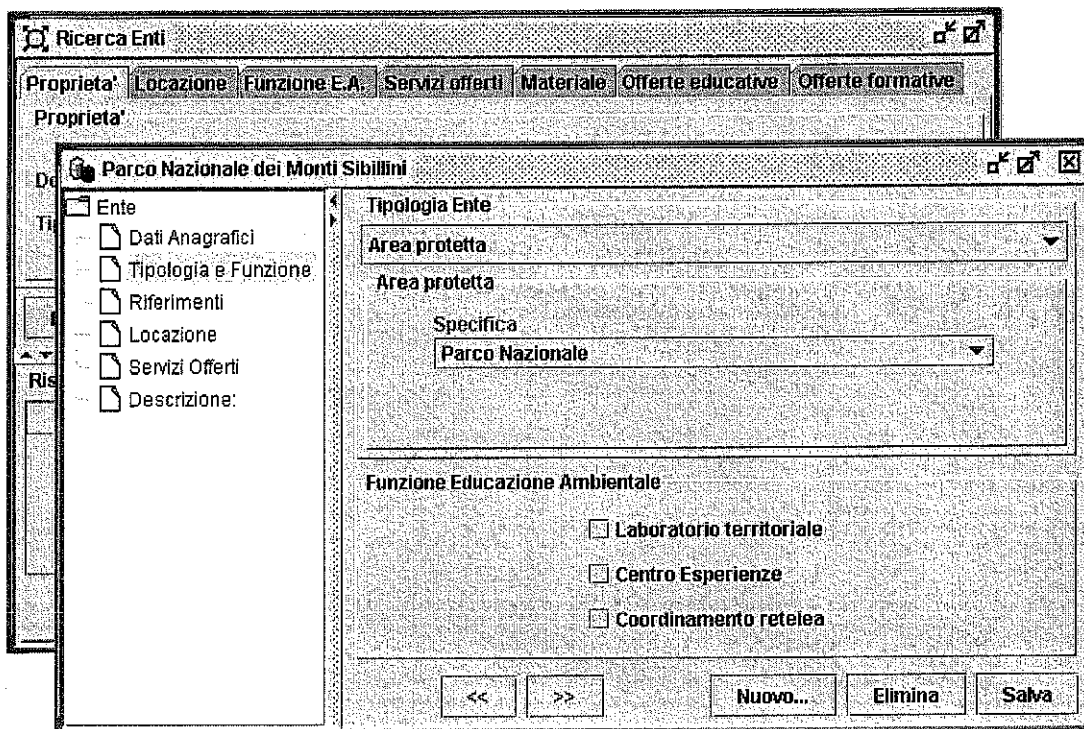 Ricerca Enti
Proprieta' Locazione Funzione E.A. Servizi offerti Materiale Offerte educative Offerte formative
Proprieta'
De
Ris
Parco Nazionale dei Monti Sibillini
Ente
Dati Anagrafici
Tipologia e Funzione
Riferimenti
Locazione
Servizi Offerti
Descrizione:
Tipologia Ente
Area protetta
Area protetta
Specifica
Parco Nazionale
Funzione Educazione Ambientale
Laboratorio territoriale
Centro Esperienze
Coordinamento retelea
<< >> Nuovo... Elimina Salva